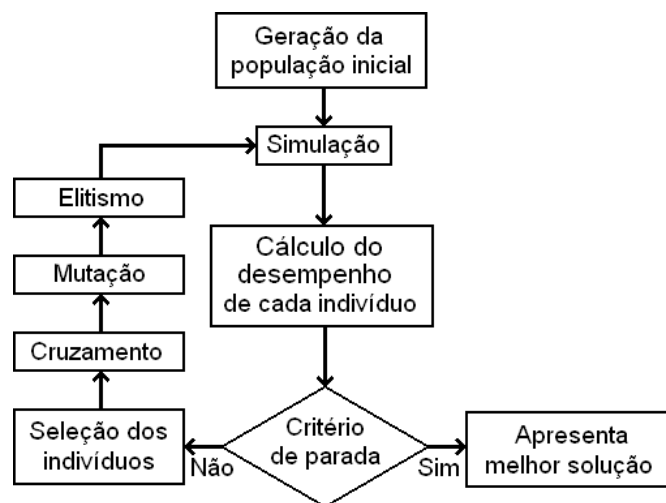 Geração da
população inicial
Simulação
Cálculo do
desempenho
de cada indivíduo
Critério
de parada
Sim
Apresenta
melhor solução
Não
Seleção dos
indivíduos
Cruzamento
Mutação
Elitismo